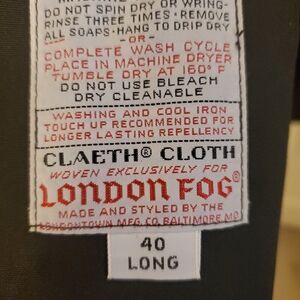 DO NOT SPIN DRY OR WRING-
RINSE THREE TIMES · REMOVE
ALL SOAPS · HANG TO DRIP DRY
- OR -
COMPLETE WASH CYCLE
PLACE IN MACHINE DRYER
TUMBLE DRY AT 160° F
DO NOT USE BLEACH
DRY CLEANABLE
WASHING AND COOL IRON
TOUCH UP RECOMMENDED FOR
LONGER LASTING REPELLENCY
CLAETH® CLOTH
WOVEN EXCLUSIVELY FOR
LONDON FOG®
MADE AND STYLED BY THE
LONDONTOWN MFG. CO. BALTIMORE, MD
40
LONG